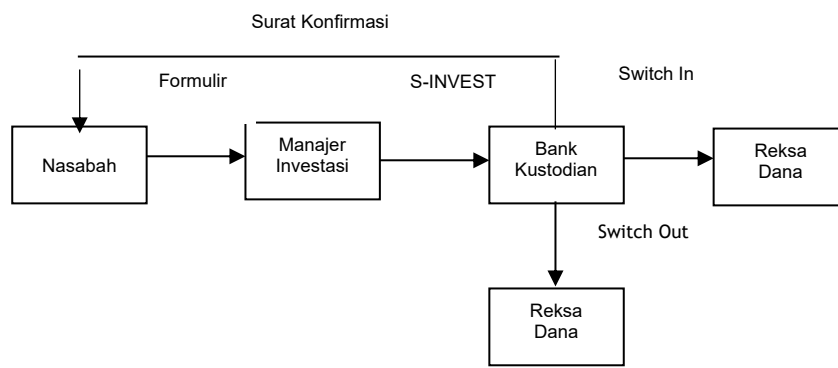 Surat Konfirmasi
Formulir
S-INVEST
Switch In
Nasabah
Manajer
Investasi
Bank
Kustodian
Reksa
Dana
Switch Out
Reksa
Dana